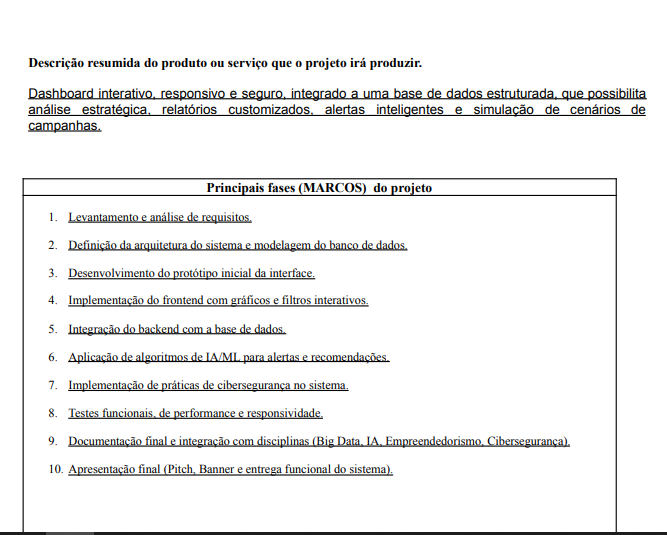 Descrição resumida do produto ou serviço que o projeto irá produzir.
Dashboard interativo, responsivo e seguro, integrado a uma base de dados estruturada, que possibilita
análise estratégica, relatórios customizados, alertas inteligentes e simulação de cenários de
campanhas.
Principais fases (MARCOS) do projeto
1. Levantamento e análise de requisitos.
2. Definição da arquitetura do sistema e modelagem do banco de dados.
3. Desenvolvimento do protótipo inicial da interface.
4. Implementação do frontend com gráficos e filtros interativos.
5. Integração do backend com a base de dados.
6. Aplicação de algoritmos de IA/ML para alertas e recomendações.
7. Implementação de práticas de cibersegurança no sistema.
8. Testes funcionais, de performance e responsividade.
9. Documentação final e integração com disciplinas (Big Data, IA, Empreendedorismo, Cibersegurança).
10. Apresentação final (Pitch, Banner e entrega funcional do sistema).